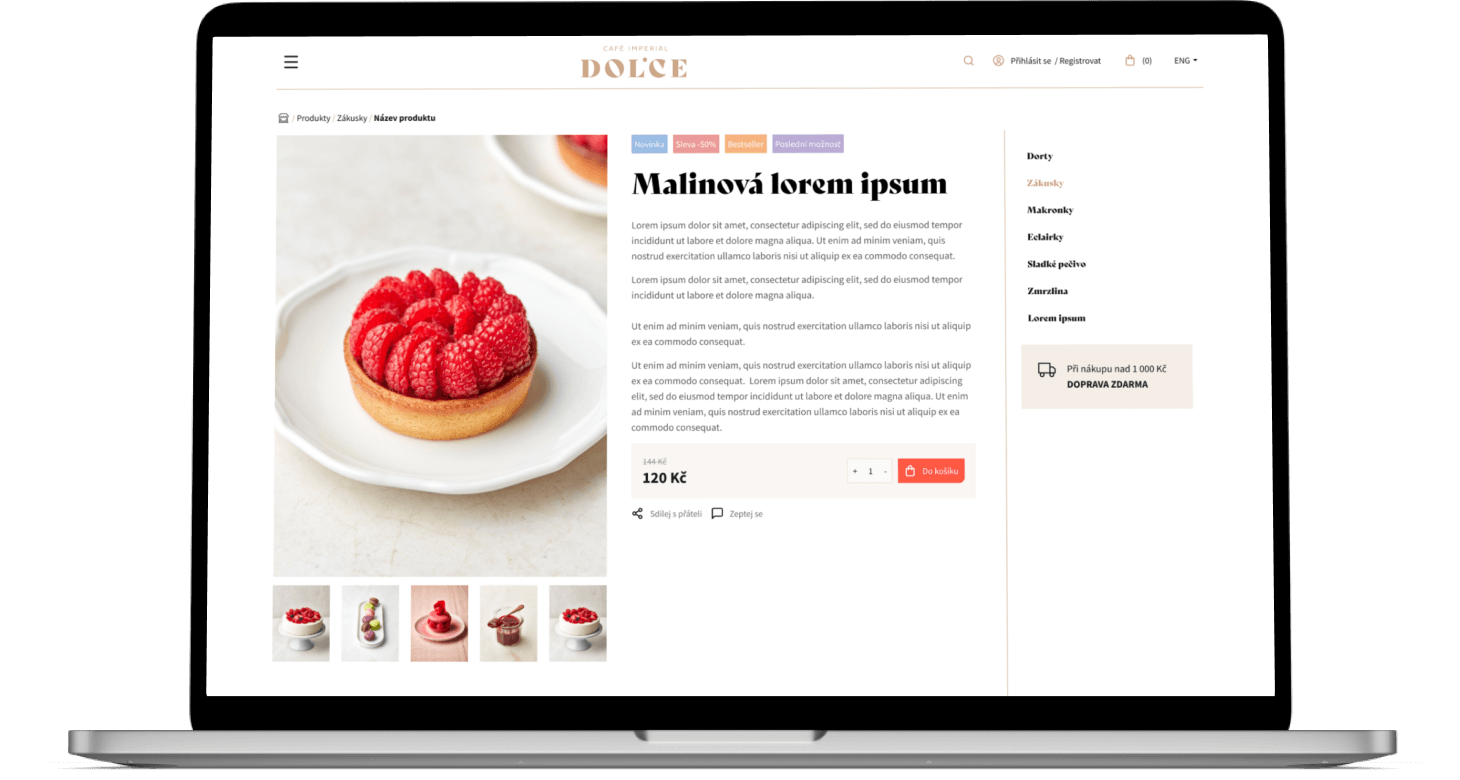 CAFÉ IMPERIAL
DOLCE
Přihlásit se / Registrovat
(0)
ENG
/ Produkty / Zákusky / Název produktu
Novinka
Sleva -50%
Bestseller
Poslední možnost
Malinová lorem ipsum
Lorem ipsum dolor sit amet, consectetur adipiscing elit, sed do eiusmod tempor
incididunt ut labore et dolore magna aliqua. Ut enim ad minim veniam, quis
nostrud exercitation ullamco laboris nisi ut aliquip ex ea commodo consequat.
Lorem ipsum dolor sit amet, consectetur adipiscing elit, sed do eiusmod tempor
incididunt ut labore et dolore magna aliqua.
Ut enim ad minim veniam, quis nostrud exercitation ullamco laboris nisi ut aliquip
ex ea commodo consequat.
Ut enim ad minim veniam, quis nostrud exercitation ullamco laboris nisi ut aliquip
ex ea commodo consequat. Lorem ipsum dolor sit amet, consectetur adipiscing
elit, sed do eiusmod tempor incididunt ut labore et dolore magna aliqua. Ut enim
ad minim veniam, quis nostrud exercitation ullamco laboris nisi ut aliquip ex ea
commodo consequat.
144 Kč
120 Kč
+ 1 -
Do košíku
Sdílej s přáteli
Zeptej se
Dorty
Zákusky
Makronky
Eclairky
Sladké pečivo
Zmrzlina
Lorem ipsum
Při nákupu nad 1 000 Kč
DOPRAVA ZDARMA